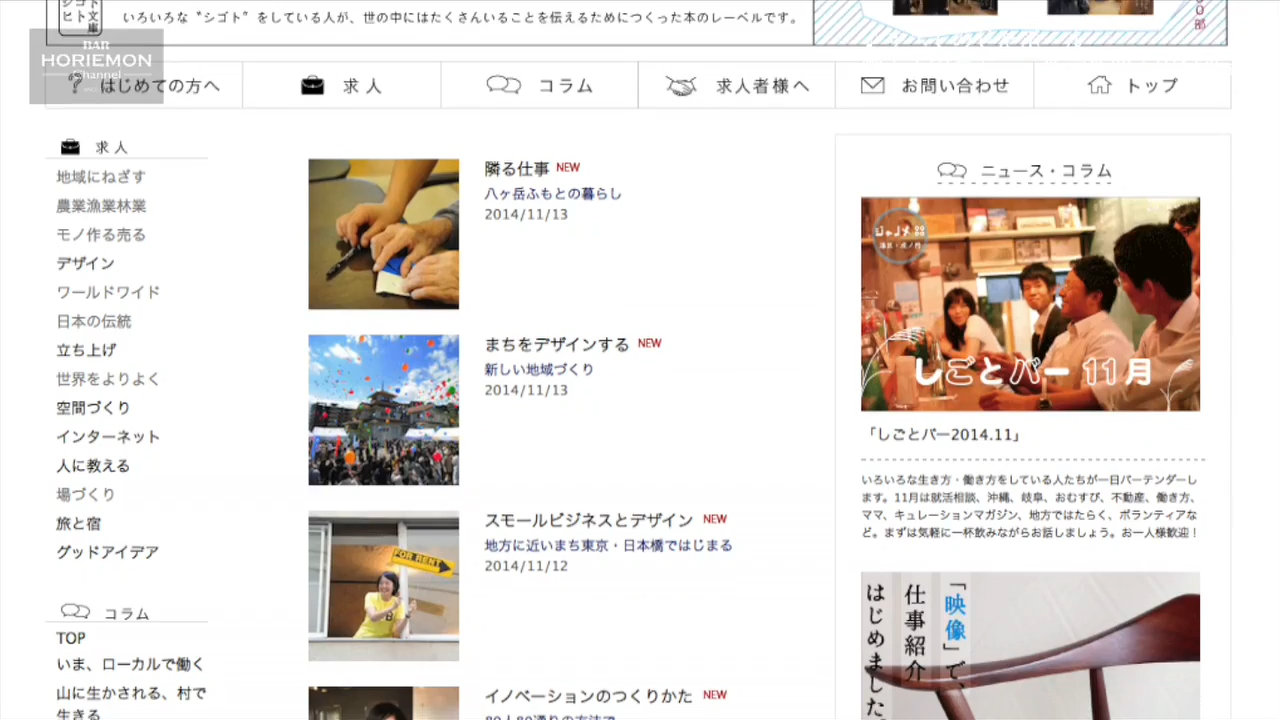 シゴト
ヒト
文庫
いろいろな“シゴト”をしている人が、世の中にはたくさんいることを伝えるためにつくった本のレーベルです。
BAR
HORIEMON
Channel
? はじめての方へ
求人
コラム
求人者様へ
お問い合わせ
トップ
求人
地域にねざす
農業漁業林業
モノ作る売る
デザイン
ワールドワイド
日本の伝統
立ち上げ
世界をよりよく
空間づくり
インターネット
人に教える
場づくり
旅と宿
グッドアイデア
コラム
TOP
いま、ローカルで働く
山に生かされる、村で
生きる
隣る仕事 NEW
八ヶ岳ふもとの暮らし
2014/11/13
まちをデザインする NEW
新しい地域づくり
2014/11/13
スモールビジネスとデザイン NEW
地方に近いまち東京・日本橋ではじまる
2014/11/12
FOR RENT
イノベーションのつくりかた NEW
ニュース・コラム
しごとバー 11月
「しごとバー2014.11」
いろいろな生き方・働き方をしている人たちが一日バーテンダーし
ます。11月は就活相談、沖縄、岐阜、おむすび、不動産、働き方、
ママ、キュレーションマガジン、地方ではたらく、ボランティアな
ど。まずは気軽に一杯飲みながらお話しましょう。お一人様歓迎！
「映像」で、
仕事紹介
はじめました。